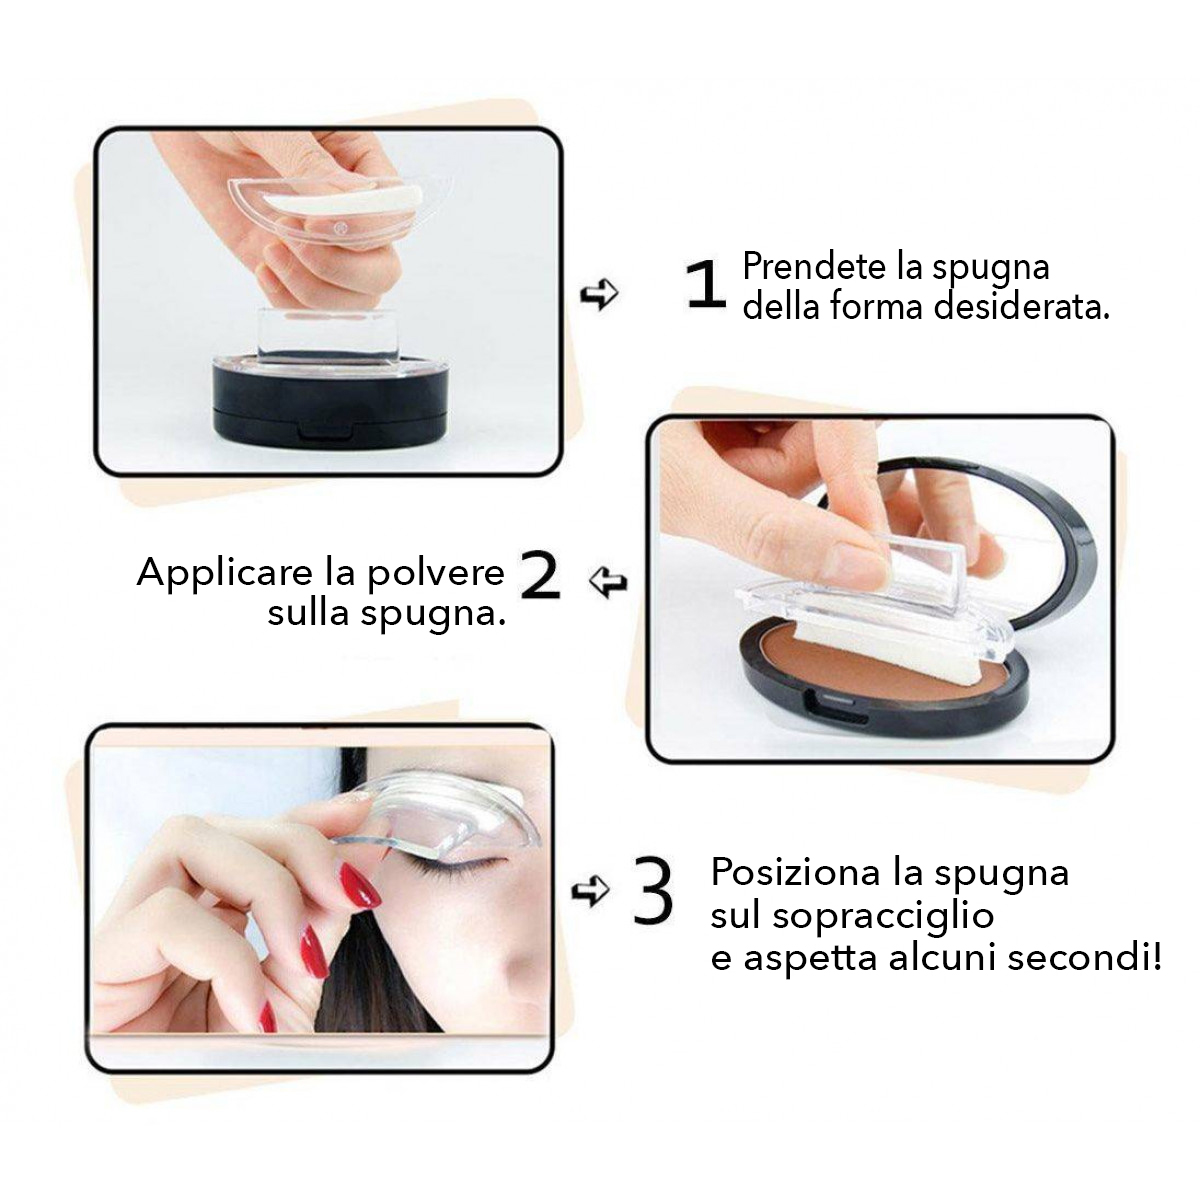 1 Prendete la spugna
della forma desiderata.
Applicare la polvere 2
sulla spugna.
3 Posiziona la spugna
sul sopracciglio
e aspetta alcuni secondi!